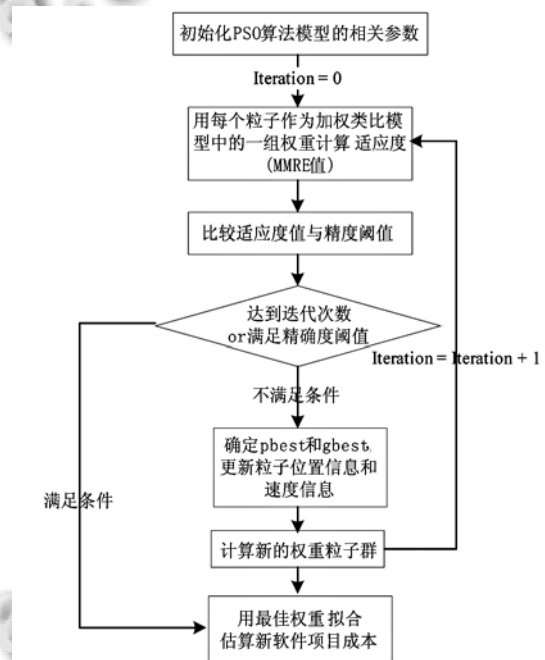 初始化PSO算法模型的相关参数
Iteration = 0
用每个粒子作为加权类比模
型中的一组权重计算 适应度
(MMRE值)
比较适应度值与精度阈值
达到迭代次数
or满足精确度阈值
Iteration = Iteration + 1
不满足条件
确定pbest和gbest,
更新粒子位置信息和
速度信息
满足条件
计算新的权重粒子群
用最佳权重 拟合
估算新软件项目成本